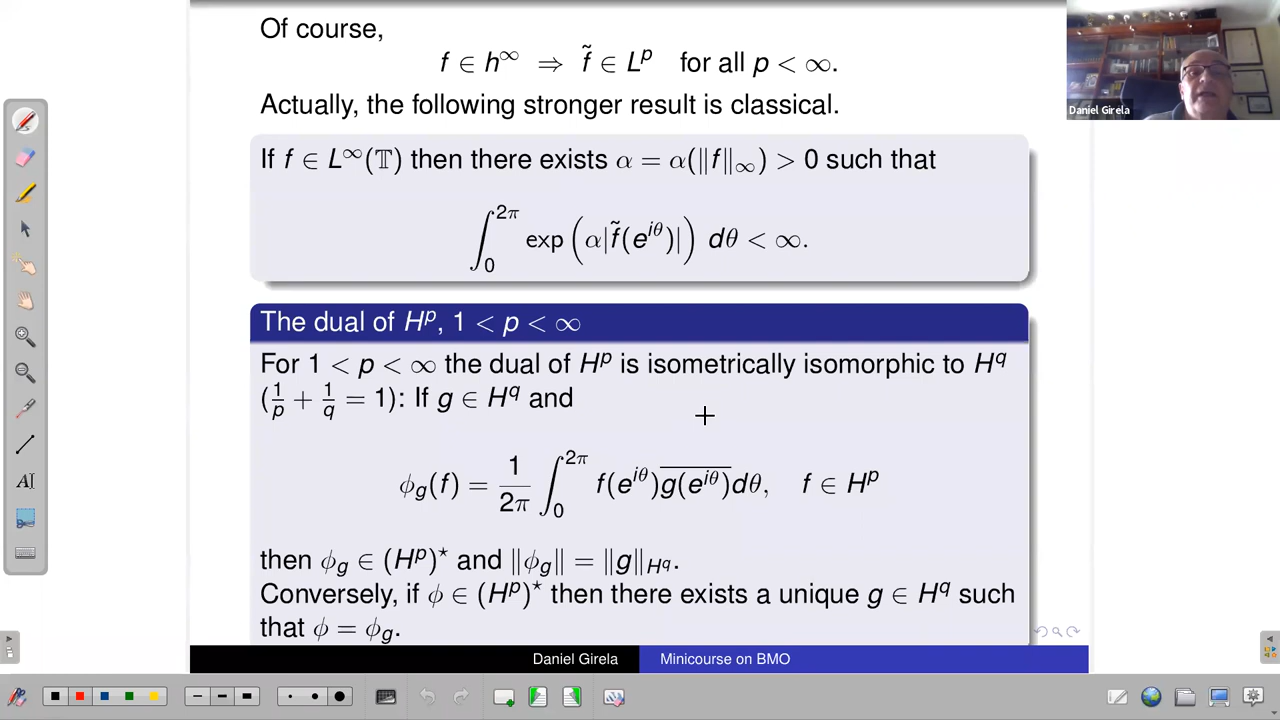 Of course,
f ∈ h^∞ ⇒ f̃ ∈ L^p for all p < ∞.
Actually, the following stronger result is classical.
If f ∈ L^∞(𝕋) then there exists α = α(‖f‖_∞) > 0 such that
∫_0^{2π} exp (α|f̃(e^{iθ})|) dθ < ∞.
The dual of H^p, 1 < p < ∞
For 1 < p < ∞ the dual of H^p is isometrically isomorphic to H^q
(1/p + 1/q = 1): If g ∈ H^q and
ϕ_g(f) = 1/2π ∫_0^{2π} f(e^{iθ}) \overline{g(e^{iθ})} dθ, f ∈ H^p
then ϕ_g ∈ (H^p)^⋆ and ‖ϕ_g‖ = ‖g‖_{H^q}.
Conversely, if ϕ ∈ (H^p)^⋆ then there exists a unique g ∈ H^q such
that ϕ = ϕ_g.
Daniel Girela Minicourse on BMO
Daniel Girela
A